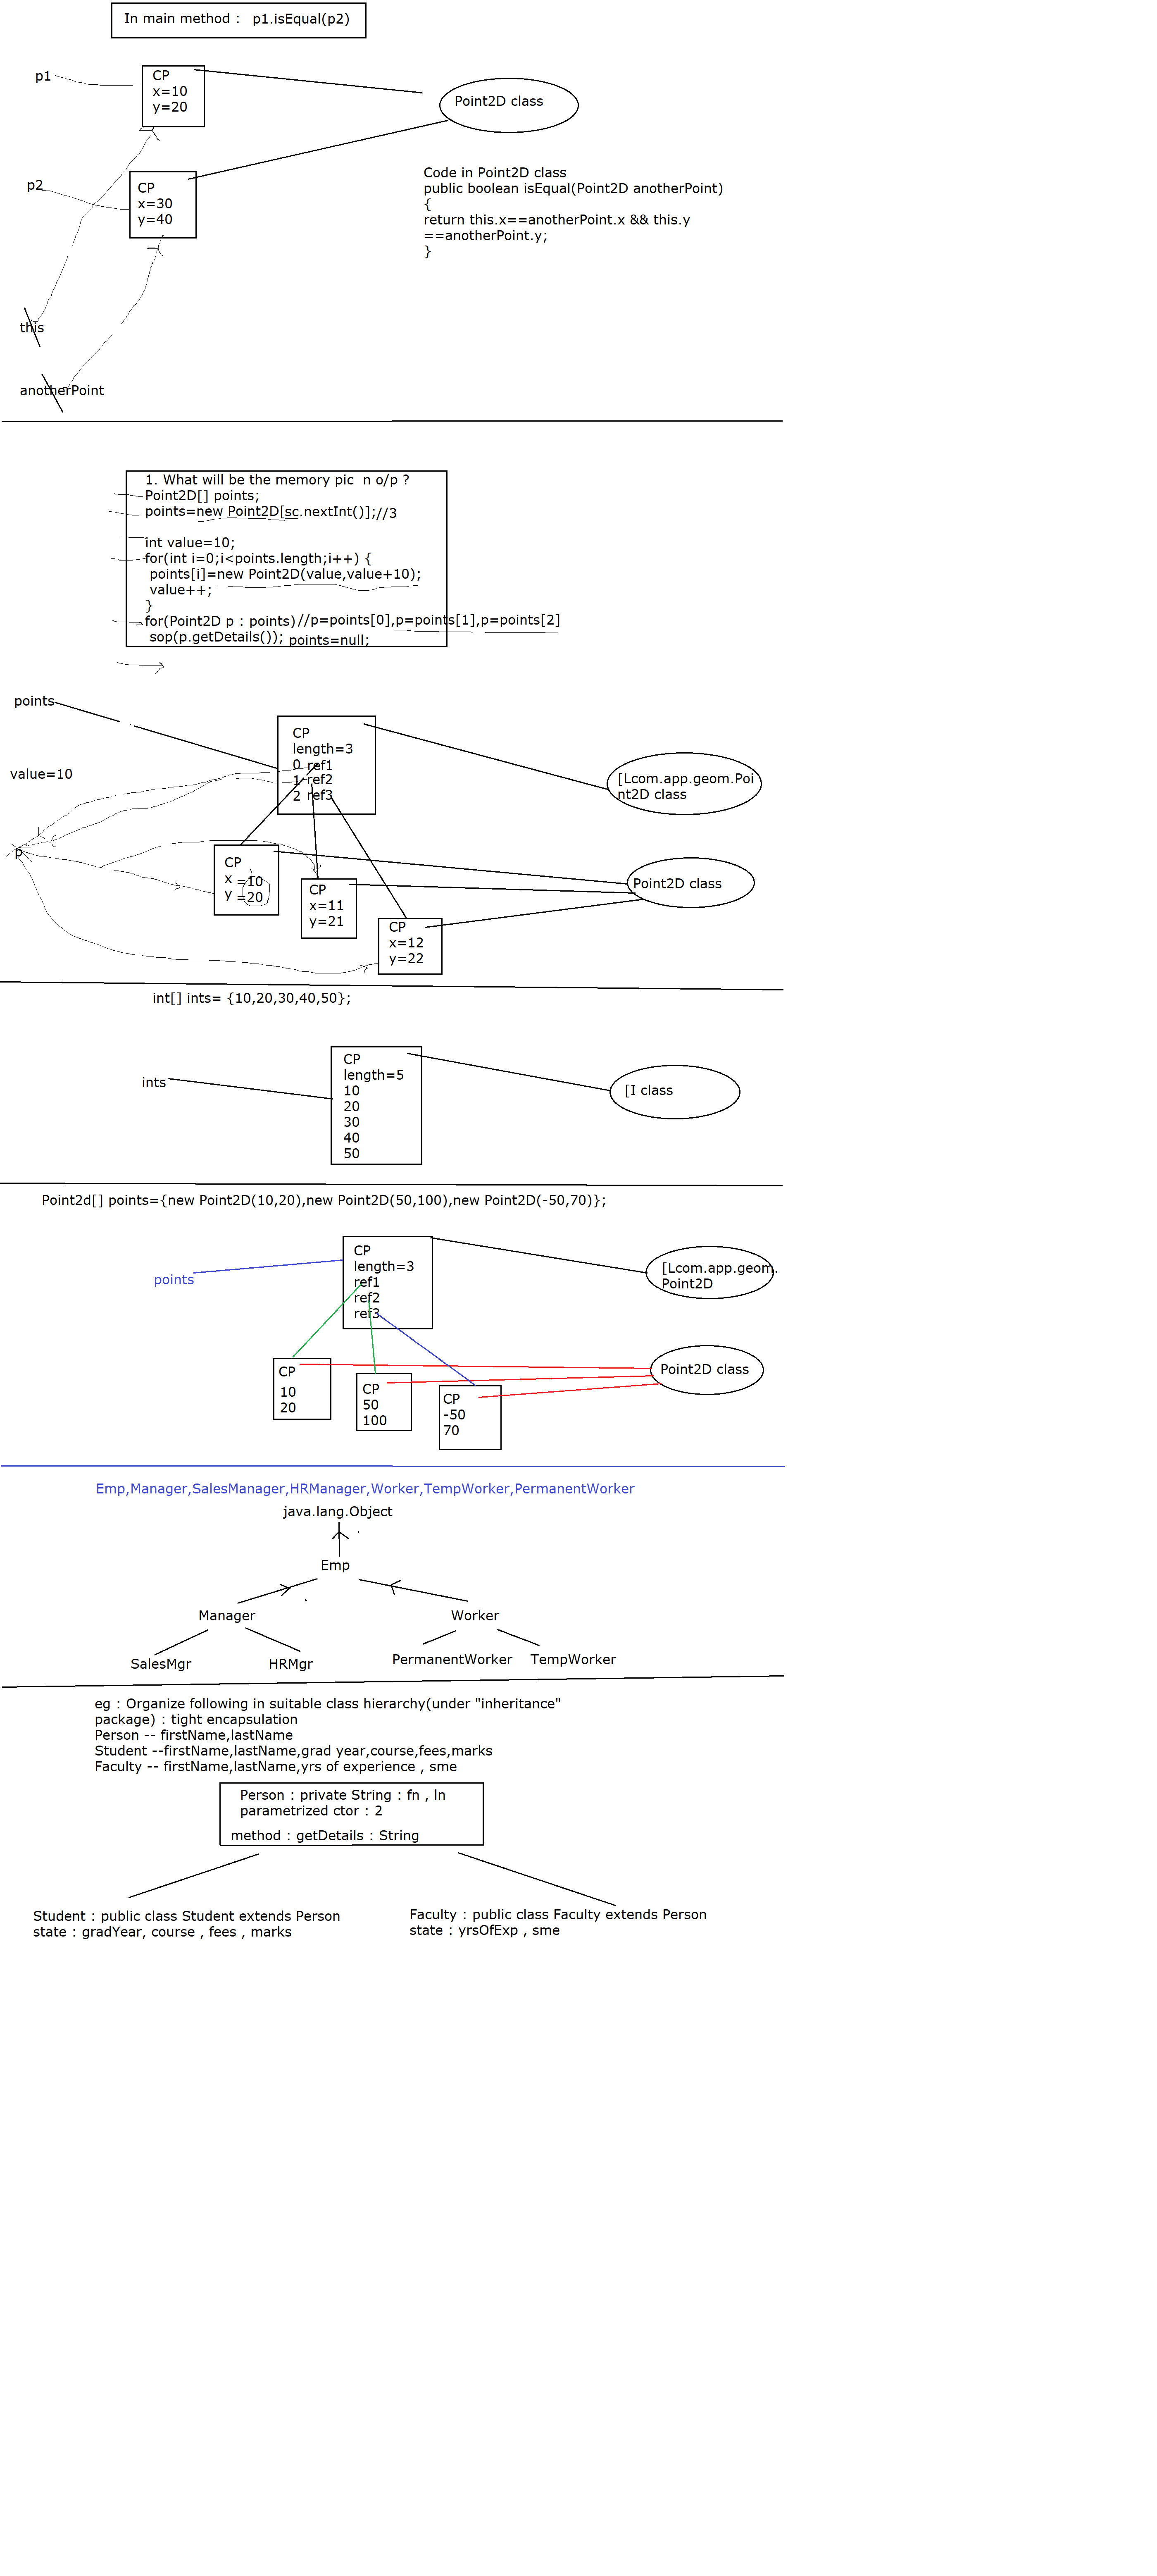 In main method :   p1.isEqual(p2)
p1
CP
x=10
y=20
Point2D class
p2
CP
x=30
y=40
Code in Point2D class
public boolean isEqual(Point2D anotherPoint)
{
return this.x==anotherPoint.x && this.y
==anotherPoint.y;
}
this
anotherPoint
1. What will be the memory pic  n o/p ?
Point2D[] points;
points=new Point2D[sc.nextInt()];//3
int value=10;
for(int i=0;i<points.length;i++) {
points[i]=new Point2D(value,value+10);
value++;
}
for(Point2D p : points) //p=points[0],p=points[1],p=points[2]
sop(p.getDetails()); points=null;
points
CP
length=3
0 ref1
1 ref2
2 ref3
value=10
[Lcom.app.geom.Poi
nt2D class
p
CP
x =10
y =20
CP
x=11
y=21
CP
x=12
y=22
Point2D class
int[] ints= {10,20,30,40,50};
ints
CP
length=5
10
20
30
40
50
[I class
Point2d[] points={new Point2D(10,20),new Point2D(50,100),new Point2D(-50,70)};
points
CP
length=3
ref1
ref2
ref3
[Lcom.app.geom.
Point2D
CP
10
20
CP
50
100
CP
-50
70
Point2D class
Emp,Manager,SalesManager,HRManager,Worker,TempWorker,PermanentWorker
java.lang.Object
Emp
Manager
Worker
SalesMgr
HRMgr
PermanentWorker
TempWorker
eg : Organize following in suitable class hierarchy(under "inheritance"
package) : tight encapsulation
Person -- firstName,lastName
Student --firstName,lastName,grad year,course,fees,marks
Faculty -- firstName,lastName,yrs of experience , sme
Person : private String : fn , ln
parametrized ctor : 2
method : getDetails : String
Student : public class Student extends Person
state : gradYear, course , fees , marks
Faculty : public class Faculty extends Person
state : yrsOfExp , sme